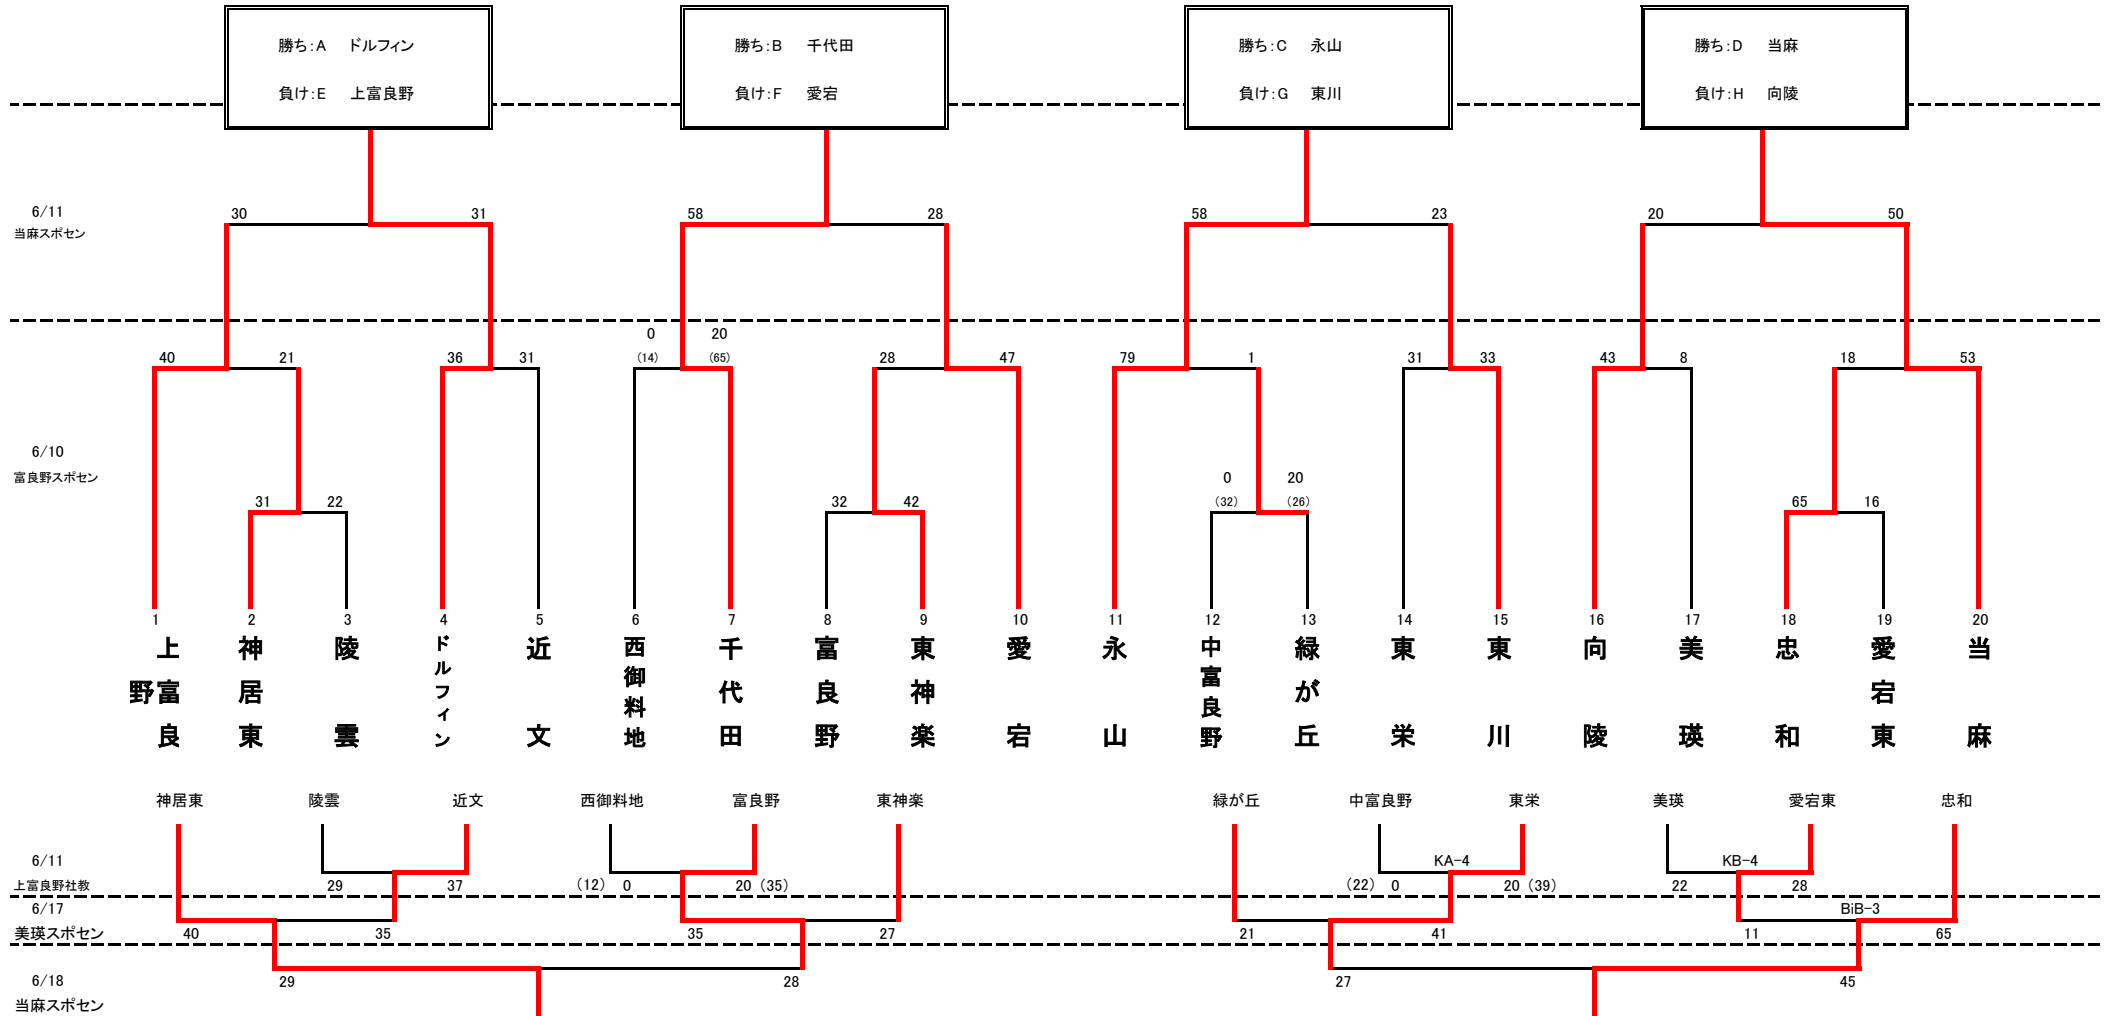 勝ち:A ドルフィン
負け:E 上富良野
勝ち:B 千代田
負け:F 愛宕
勝ち:C 永山
負け:G 東川
勝ち:D 当麻
負け:H 向陵
6/11
当麻スポセン
30 31 58 28 58 23 20 50
0 20
40 21 36 31 (14) (65) 28 47 79 1 31 33 43 8 18 53
6/10
富良野スポセン
0 20
31 22 32 42 (32) (26) 65 16
1 2 3 4 5 6 7 8 9 10 11 12 13 14 15 16 17 18 19 20
上富良野
神居東
陵雲
ドルフィン
近文
西御料地
千代田
富良野
東神楽
愛宕
永山
中富良野
緑が丘
東栄
東川
向陵
美瑛
忠和
愛宕東
当麻
神居東 陵雲 近文 西御料地 富良野 東神楽 緑が丘 中富良野 東栄 美瑛 愛宕東 忠和
6/11
上富良野社教
KA-4 KB-4
29 37 (12) 0 20 (35) (22) 0 20 (39) 22 28
6/17
美瑛スポセン
BiB-3
40 35 35 27 21 41 11 65
6/18
当麻スポセン
29 28 27 45